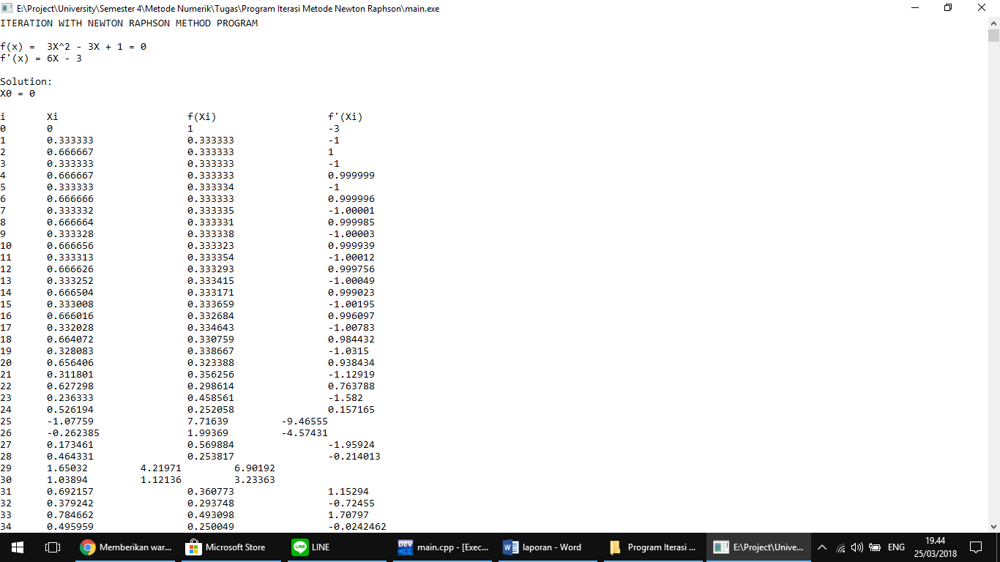 E:\Project\University\Semester 4\Metode Numerik\Tugas\Program Iterasi Metode Newton Raphson\main.exe
ITERATION WITH NEWTON RAPHSON METHOD PROGRAM
f(x) =  3X^2 - 3X + 1 = 0
f'(x) = 6X - 3
Solution:
X0 = 0
i Xi f(Xi) f'(Xi)
0 0 1 -3
1 0.333333 0.333333 -1
2 0.666667 0.333333 1
3 0.333333 0.333333 -1
4 0.666667 0.333333 0.999999
5 0.333333 0.333334 -1
6 0.666666 0.333333 0.999996
7 0.333332 0.333335 -1.00001
8 0.666664 0.333331 0.999985
9 0.333328 0.333338 -1.00003
10 0.666656 0.333323 0.999939
11 0.333313 0.333354 -1.00012
12 0.666626 0.333293 0.999756
13 0.333252 0.333415 -1.00049
14 0.666504 0.333171 0.999023
15 0.333008 0.333659 -1.00195
16 0.666016 0.332684 0.996097
17 0.332028 0.334643 -1.00783
18 0.664072 0.330759 0.984432
19 0.328083 0.338667 -1.0315
20 0.656406 0.323388 0.938434
21 0.311801 0.356256 -1.12919
22 0.627298 0.298614 0.763788
23 0.236333 0.458561 -1.582
24 0.526194 0.252058 0.157165
25 -1.07759 7.71639 -9.46555
26 -0.262385 1.99369 -4.57431
27 0.173461 0.569884 -1.95924
28 0.464331 0.253817 -0.214013
29 1.65032 4.21971 6.90192
30 1.03894 1.12136 3.23363
31 0.692157 0.360773 1.15294
32 0.379242 0.293748 -0.72455
33 0.784662 0.493098 1.70797
34 0.495959 0.250049 -0.0242462
Memberikan war... Microsoft Store LINE main.cpp - [Exec... laporan - Word Program Iterasi ... E:\Project\Unive... ENG 19.44
25/03/2018